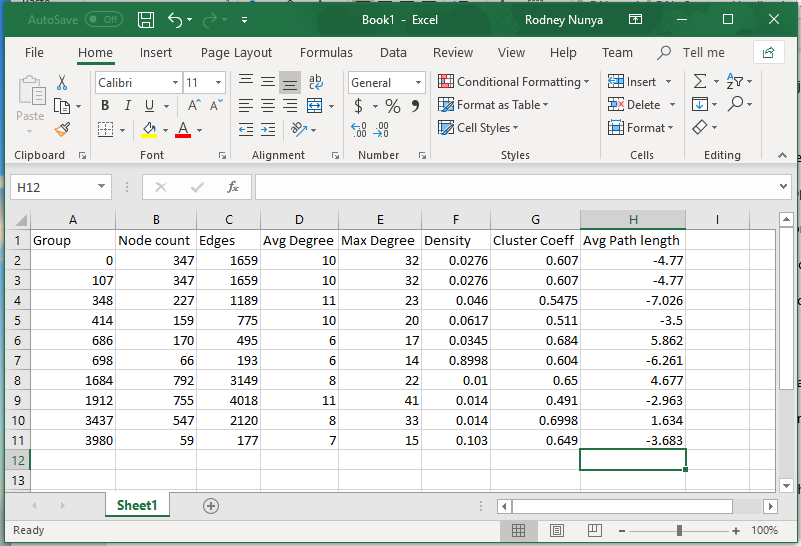 AutoSave Off Book1 - Excel Rodney Nunya
File Home Insert Page Layout Formulas Data Review View Help Team Tell me
Paste Calibri 11 General Conditional Formatting Insert
B I U $ % Format as Table Delete
Cell Styles Format
Clipboard Font Alignment Number Styles Cells Editing
H12 fx
A B C D E F G H I
1 Group Node count Edges Avg Degree Max Degree Density Cluster Coeff Avg Path length
2 0 347 1659 10 32 0.0276 0.607 -4.77
3 107 347 1659 10 32 0.0276 0.607 -4.77
4 348 227 1189 11 23 0.046 0.5475 -7.026
5 414 159 775 10 20 0.0617 0.511 -3.5
6 686 170 495 6 17 0.0345 0.684 5.862
7 698 66 193 6 14 0.8998 0.604 -6.261
8 1684 792 3149 8 22 0.01 0.65 4.677
9 1912 755 4018 11 41 0.014 0.491 -2.963
10 3437 547 2120 8 33 0.014 0.6998 1.634
11 3980 59 177 7 15 0.103 0.649 -3.683
12
13
Sheet1
Ready 100%